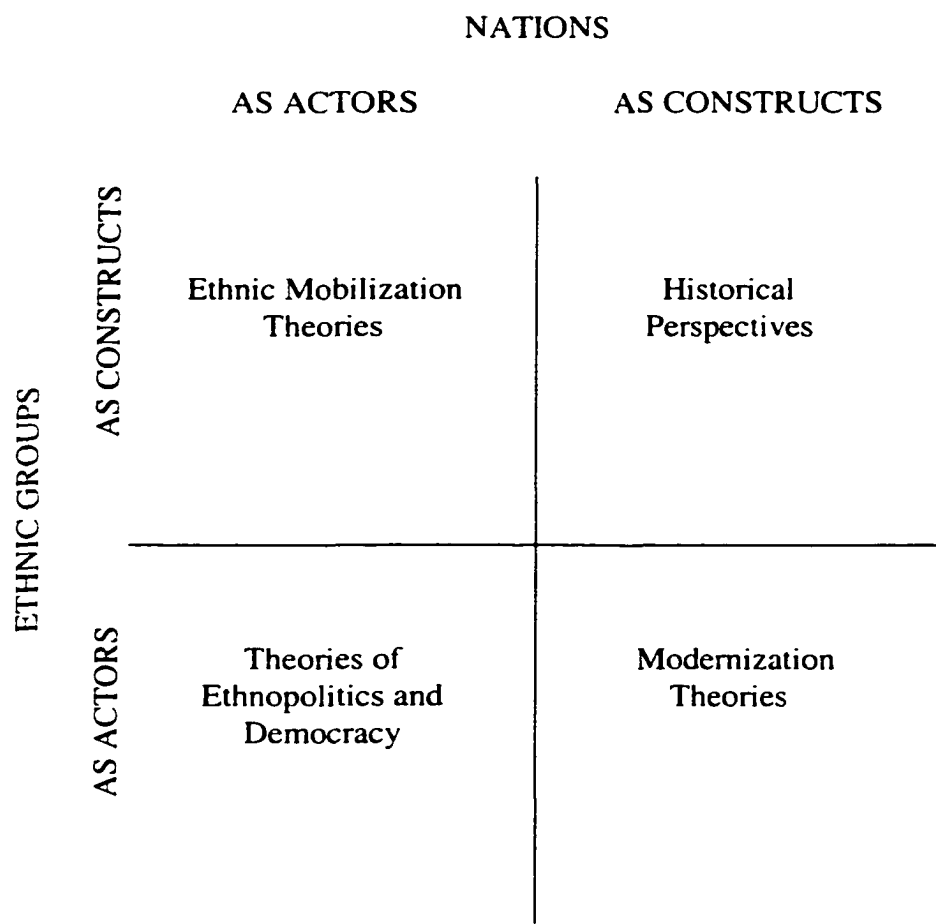 NATIONS
AS ACTORS
AS CONSTRUCTS
ETHNIC GROUPS
AS CONSTRUCTS
Ethnic Mobilization
Theories
Historical
Perspectives
AS ACTORS
Theories of
Ethnopolitics and
Democracy
Modernization
Theories